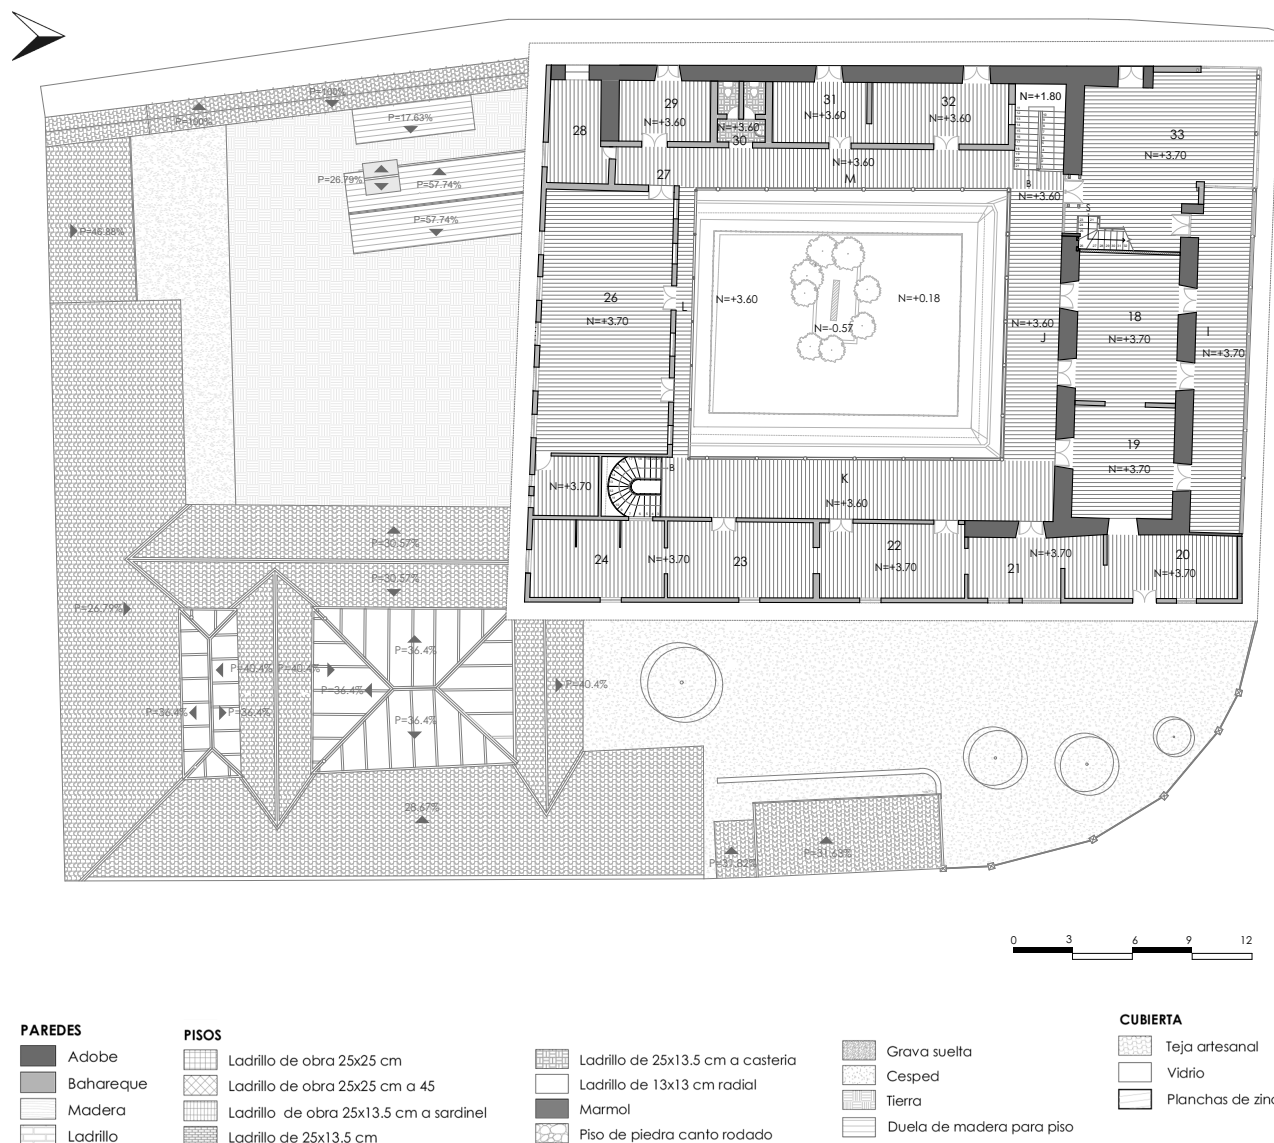 P=100%
P=100%
P=17.63%
P=26.79%
P=57.74%
P=57.74%
P=46.88%
28
29
N=+3.60
N=+3.60
30
31
N=+3.60
32
N=+3.60
N=+1.80
33
N=+3.70
27
N=+3.60
M
B
N=+3.60
S
26
N=+3.70
L
N=+3.60
N=+0.18
N=-0.57
N=+3.60
J
18
N=+3.70
I
N=+3.70
19
N=+3.70
N=+3.70
B
K
N=+3.60
24
N=+3.70
23
22
N=+3.70
21
N=+3.70
20
N=+3.70
P=30.57%
P=30.57%
P=26.79%
P=40.4%
P=40.4%
P=36.4%
P=36.4%
P=40.4%
P=36.4%
P=36.4%
P=36.4%
28.67%
P=37.82%
P=31.63%
0 3 6 9 12
PAREDES
Adobe
Bahareque
Madera
Ladrillo
PISOS
Ladrillo de obra 25x25 cm
Ladrillo de obra 25x25 cm a 45
Ladrillo de obra 25x13.5 cm a sardinel
Ladrillo de 25x13.5 cm
Ladrillo de 25x13.5 cm a casteria
Ladrillo de 13x13 cm radial
Marmol
Piso de piedra canto rodado
Grava suelta
Cesped
Tierra
Duela de madera para piso
CUBIERTA
Teja artesanal
Vidrio
Planchas de zinc